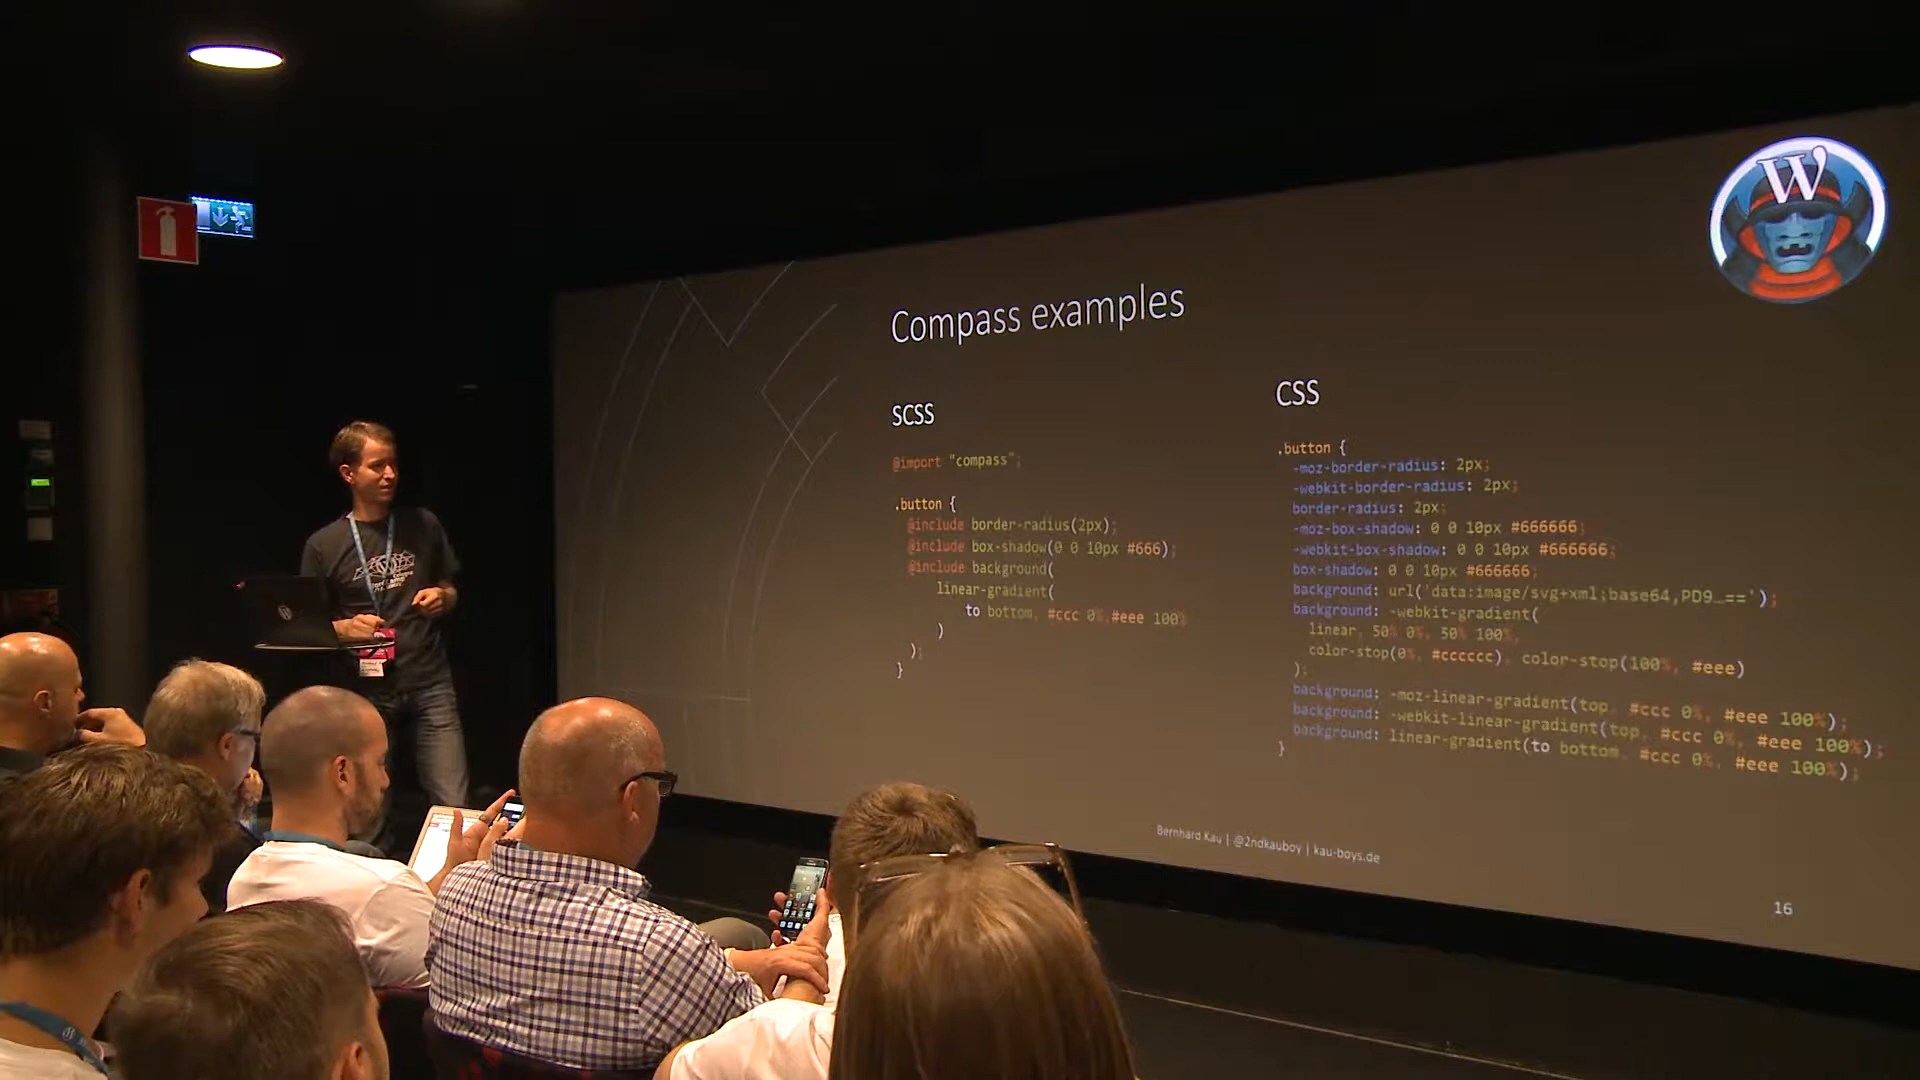 W
Compass examples
SCSS
@import "compass";
.button {
@include border-radius(2px);
@include box-shadow(0 0 10px #666);
@include background(
linear-gradient(
to bottom, #ccc 0%,#eee 100%
)
);
}
CSS
.button {
-moz-border-radius: 2px;
-webkit-border-radius: 2px;
border-radius: 2px;
-moz-box-shadow: 0 0 10px #666666;
-webkit-box-shadow: 0 0 10px #666666;
box-shadow: 0 0 10px #666666;
background: url('data:image/svg+xml;base64,PD9…==');
background: -webkit-gradient(
linear, 50% 0%, 50% 100%,
color-stop(0%, #cccccc), color-stop(100%, #eee)
);
background: -moz-linear-gradient(top, #ccc 0%, #eee 100%);
background: -webkit-linear-gradient(top, #ccc 0%, #eee 100%);
background: linear-gradient(to bottom, #ccc 0%, #eee 100%);
}
Bernhard Kau | @2ndkauboy | kau-boys.de
16